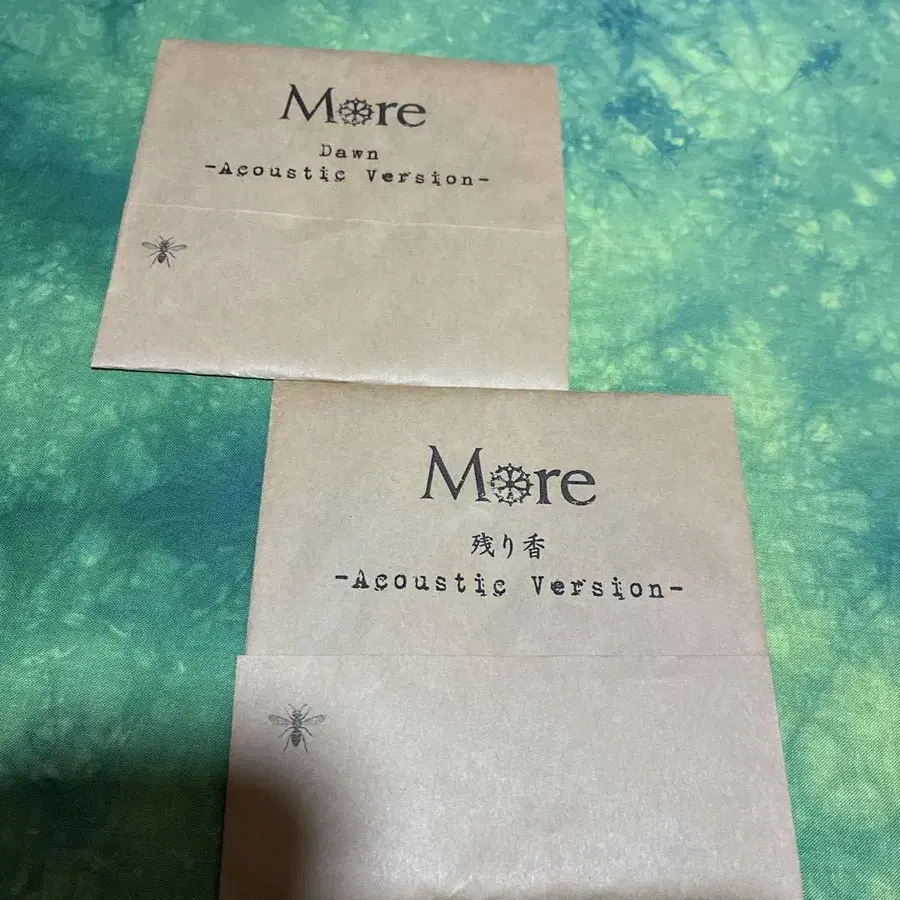 More
Dawn
-Acoustic Version-
More
残り香
-Acoustic Version-